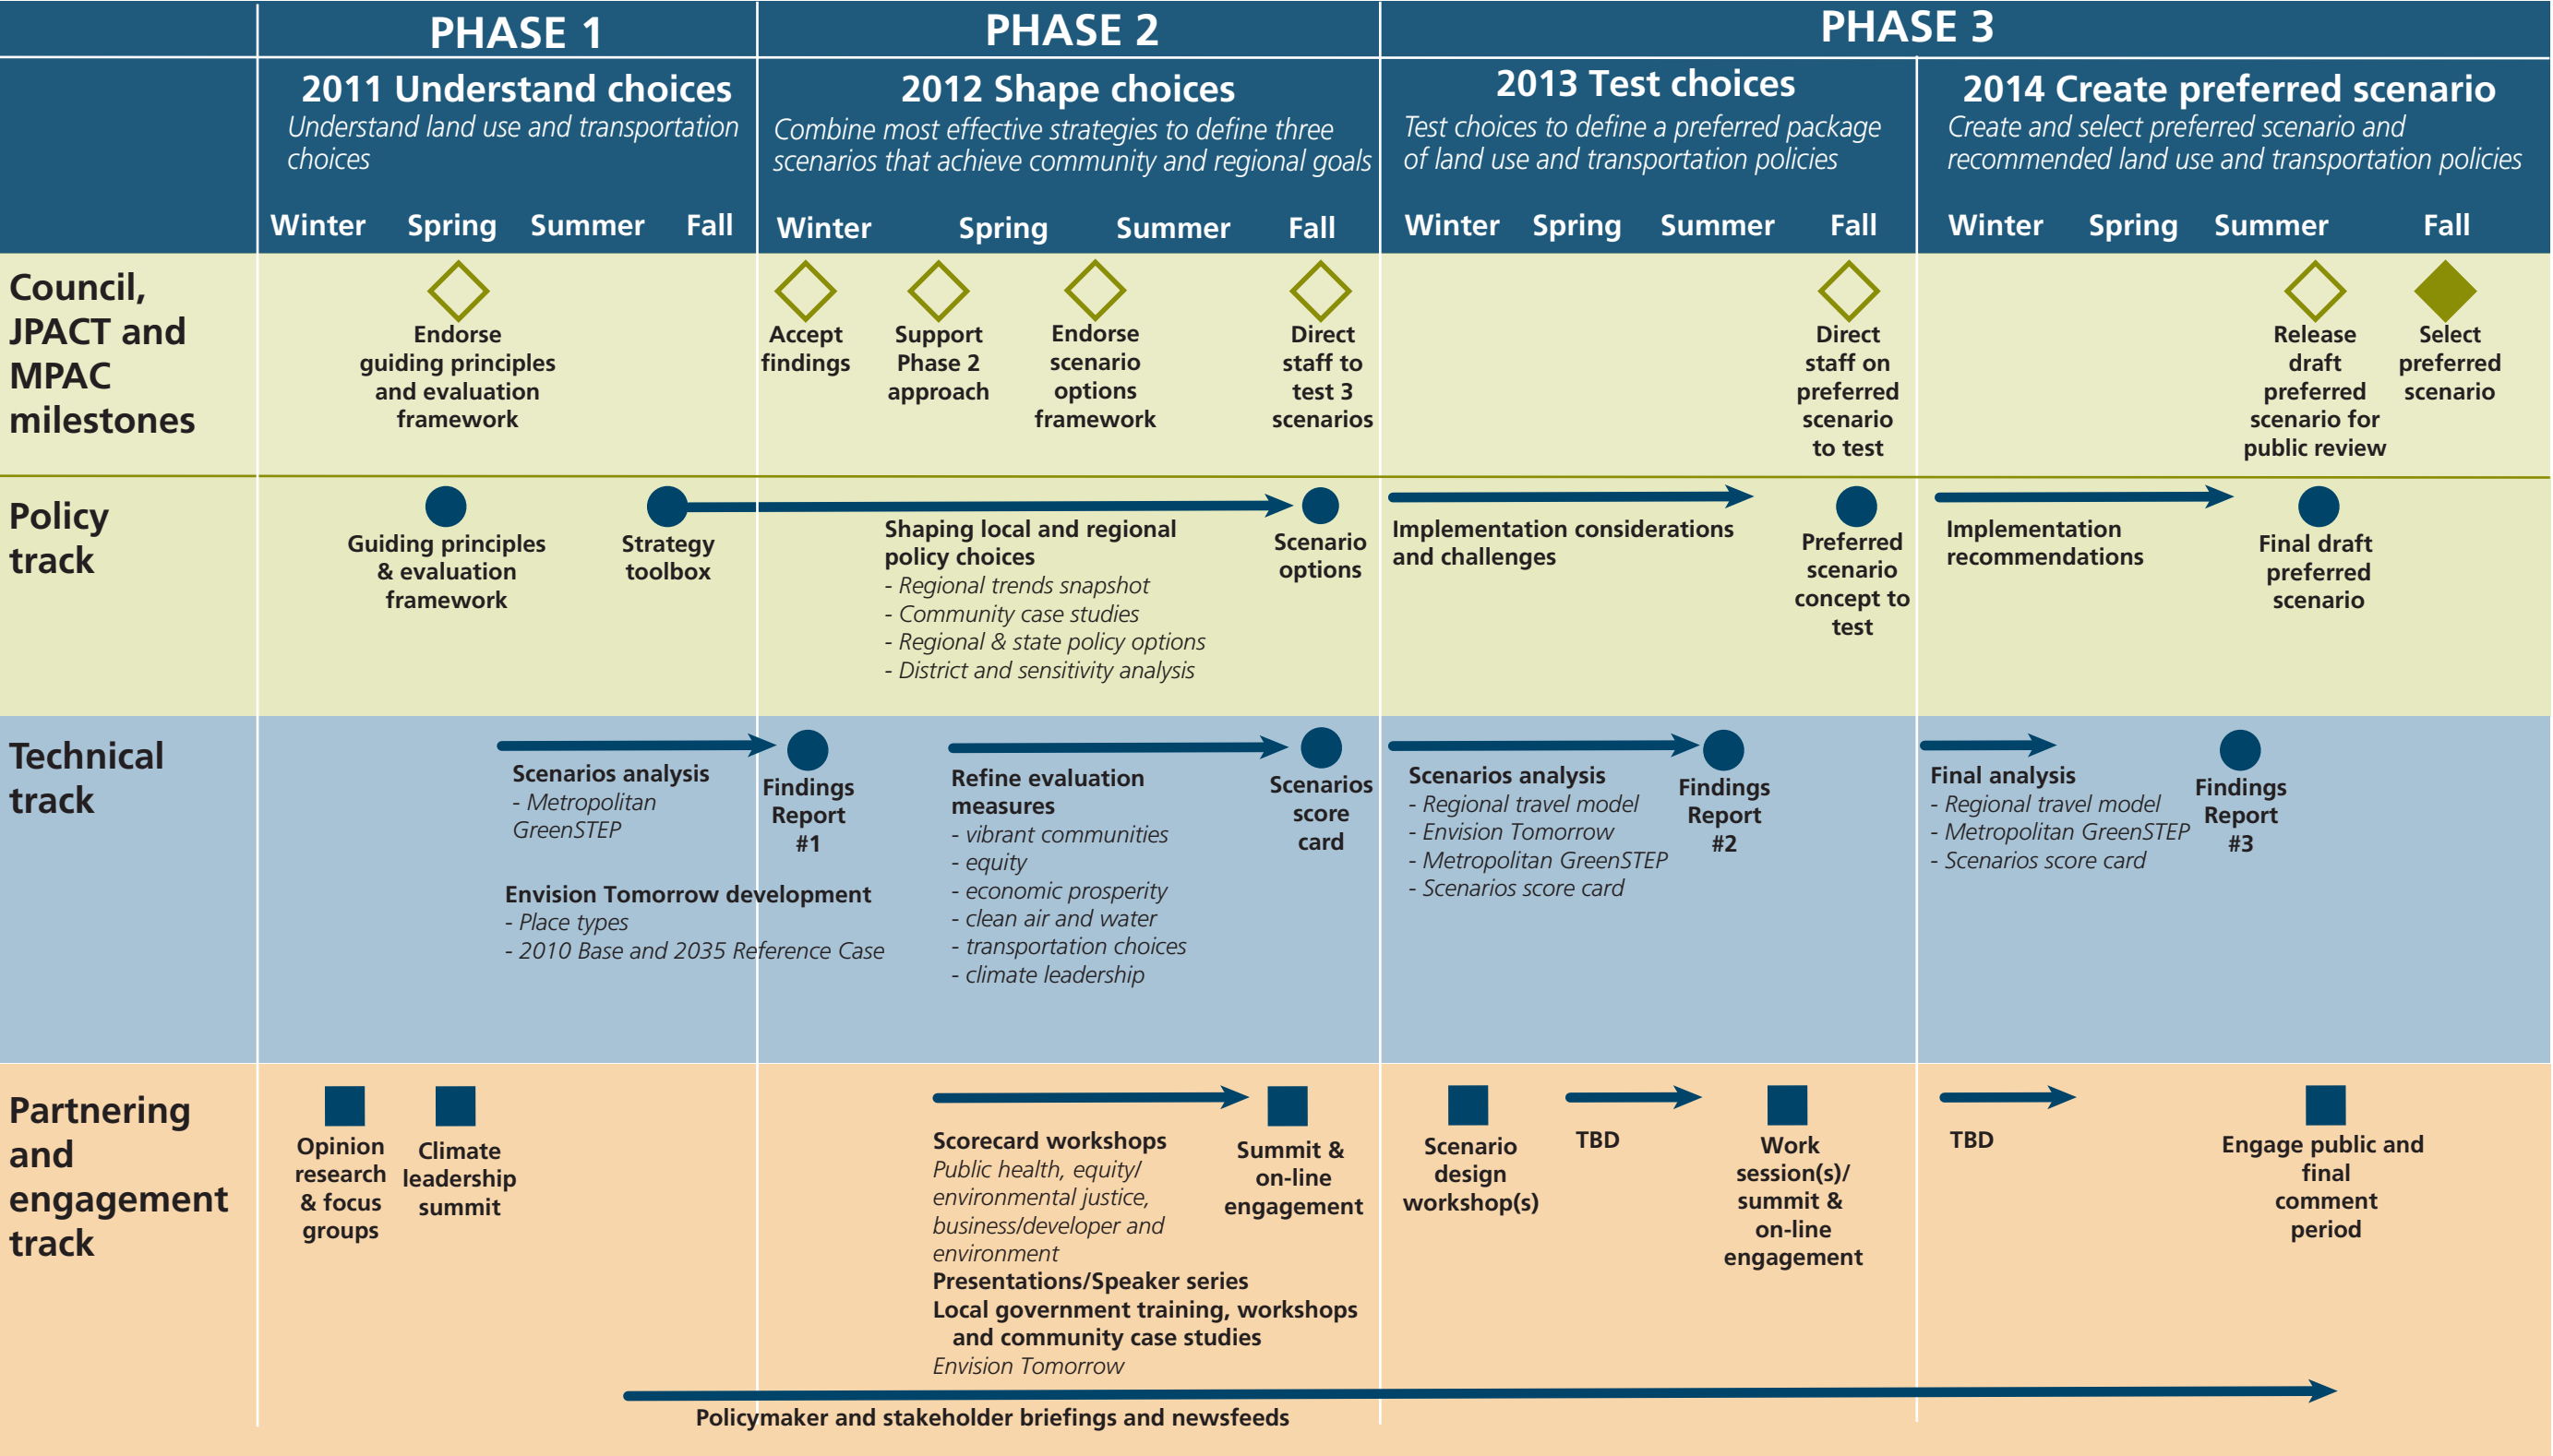 PHASE 1
PHASE 2
PHASE 3
2011 Understand choices
Understand land use and transportation
choices
2012 Shape choices
Combine most effective strategies to define three
scenarios that achieve community and regional goals
2013 Test choices
Test choices to define a preferred package
of land use and transportation policies
2014 Create preferred scenario
Create and select preferred scenario and
recommended land use and transportation policies
Winter Spring Summer Fall
Winter Spring Summer Fall
Winter Spring Summer Fall
Winter Spring Summer Fall
Council,
JPACT and
MPAC
milestones
Endorse
guiding principles
and evaluation
framework
Accept
findings
Support
Phase 2
approach
Endorse
scenario
options
framework
Direct
staff to
test 3
scenarios
Direct
staff on
preferred
scenario
to test
Release
draft
preferred
scenario for
public review
Select
preferred
scenario
Policy
track
Guiding principles
& evaluation
framework
Strategy
toolbox
Shaping local and regional
policy choices
- Regional trends snapshot
- Community case studies
- Regional & state policy options
- District and sensitivity analysis
Scenario
options
Implementation considerations
and challenges
Preferred
scenario
concept to
test
Implementation
recommendations
Final draft
preferred
scenario
Technical
track
Scenarios analysis
- Metropolitan
GreenSTEP
Envision Tomorrow development
- Place types
- 2010 Base and 2035 Reference Case
Findings
Report
#1
Refine evaluation
measures
- vibrant communities
- equity
- economic prosperity
- clean air and water
- transportation choices
- climate leadership
Scenarios
score
card
Scenarios analysis
- Regional travel model
- Envision Tomorrow
- Metropolitan GreenSTEP
- Scenarios score card
Findings
Report
#2
Final analysis
- Regional travel model
- Metropolitan GreenSTEP
- Scenarios score card
Findings
Report
#3
Partnering
and
engagement
track
Opinion
research
& focus
groups
Climate
leadership
summit
Scorecard workshops
Public health, equity/
environmental justice,
business/developer and
environment
Presentations/Speaker series
Local government training, workshops
and community case studies
Envision Tomorrow
Summit &
on-line
engagement
Scenario
design
workshop(s)
TBD
Work
session(s)/
summit &
on-line
engagement
TBD
Engage public and
final
comment
period
Policymaker and stakeholder briefings and newsfeeds